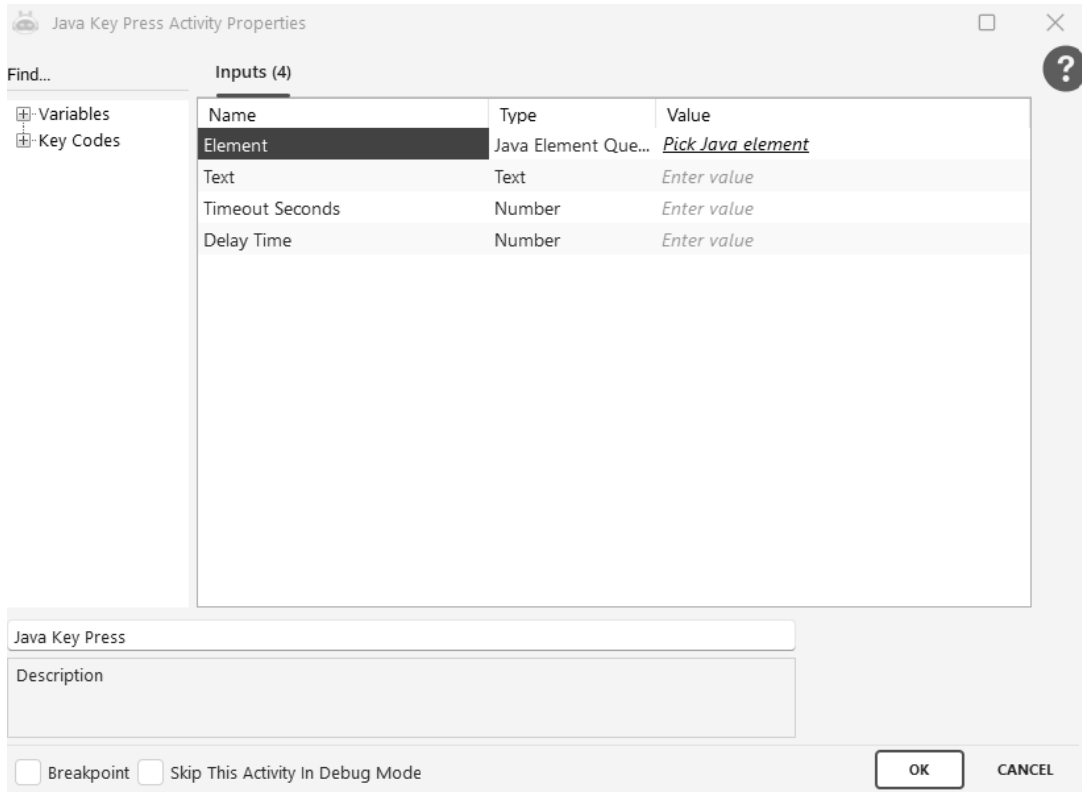 Java Key Press Activity Properties
Find...
Inputs (4)
?
Variables
Key Codes
Name Type Value
Element Java Element Que... Pick Java element
Text Text Enter value
Timeout Seconds Number Enter value
Delay Time Number Enter value
Java Key Press
Description
Breakpoint Skip This Activity In Debug Mode OK CANCEL